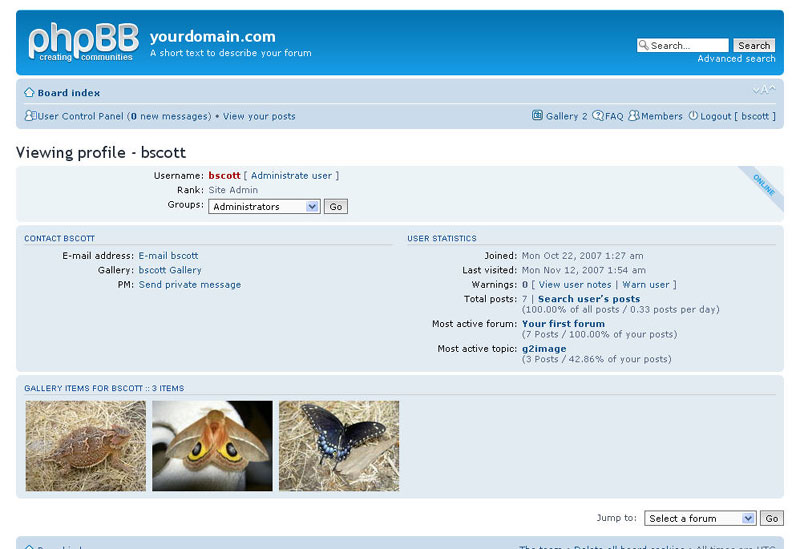 phpBB
creating communities
yourdomain.com
A short text to describe your forum
Search...
Search
Advanced search
Board index
User Control Panel (0 new messages) • View your posts
Gallery 2
FAQ
Members
Logout [ bscott ]
Viewing profile - bscott
Username: bscott [ Administrate user ]
Rank: Site Admin
Groups: Administrators Go
ONLINE
CONTACT BSCOTT
E-mail address: E-mail bscott
Gallery: bscott Gallery
PM: Send private message
USER STATISTICS
Joined: Mon Oct 22, 2007 1:27 am
Last visited: Mon Nov 12, 2007 1:54 am
Warnings: 0 [ View user notes | Warn user ]
Total posts: 7 | Search user's posts
(100.00% of all posts / 0.33 posts per day)
Most active forum: Your first forum
(7 Posts / 100.00% of your posts)
Most active topic: g2image
(3 Posts / 42.86% of your posts)
GALLERY ITEMS FOR BSCOTT :: 3 ITEMS
Jump to: Select a forum Go
Board index
The team • Delete all board cookies • All times are UTC